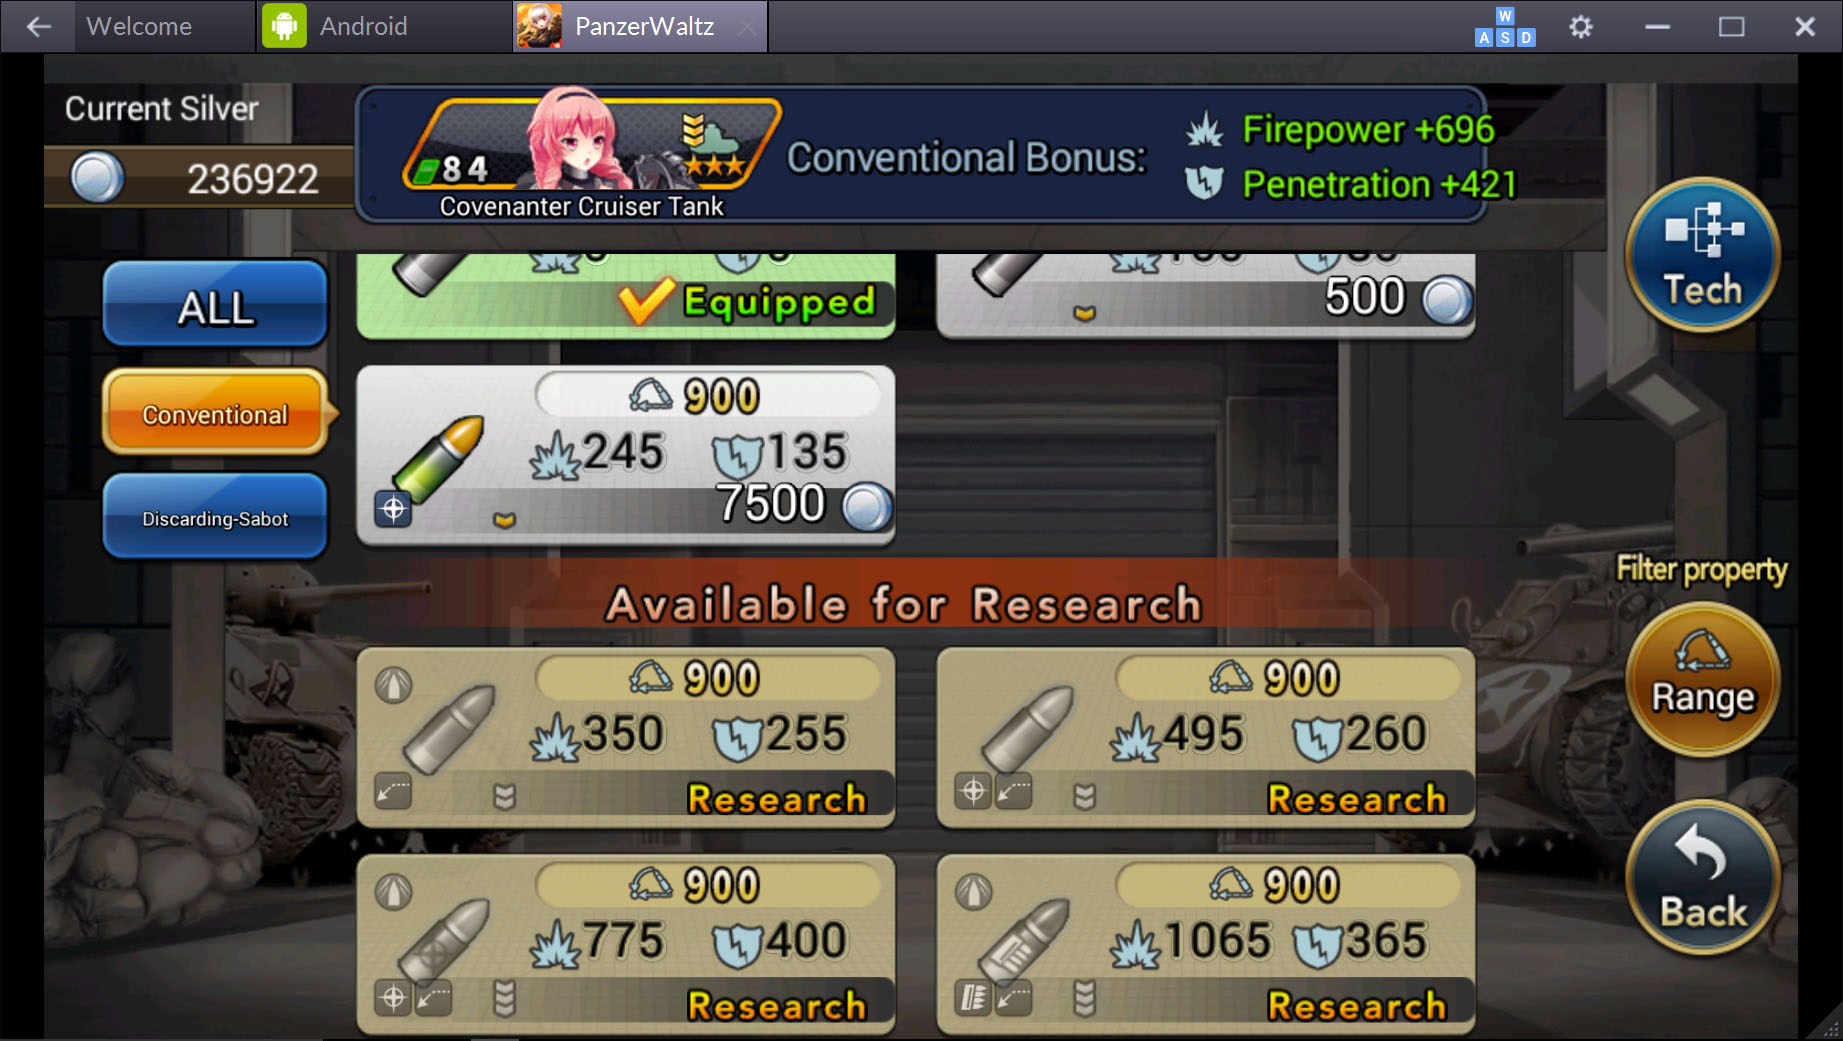 Welcome
Android
PanzerWaltz
W
A S D
Current Silver
236922
84
Covenanter Cruiser Tank
Conventional Bonus:
Firepower +696
Penetration +421
Tech
ALL
Conventional
Discarding-Sabot
Equipped
500
900
245 135
7500
Available for Research
900
350 255
Research
900
495 260
Research
900
775 400
Research
900
1065 365
Research
Filter property
Range
Back